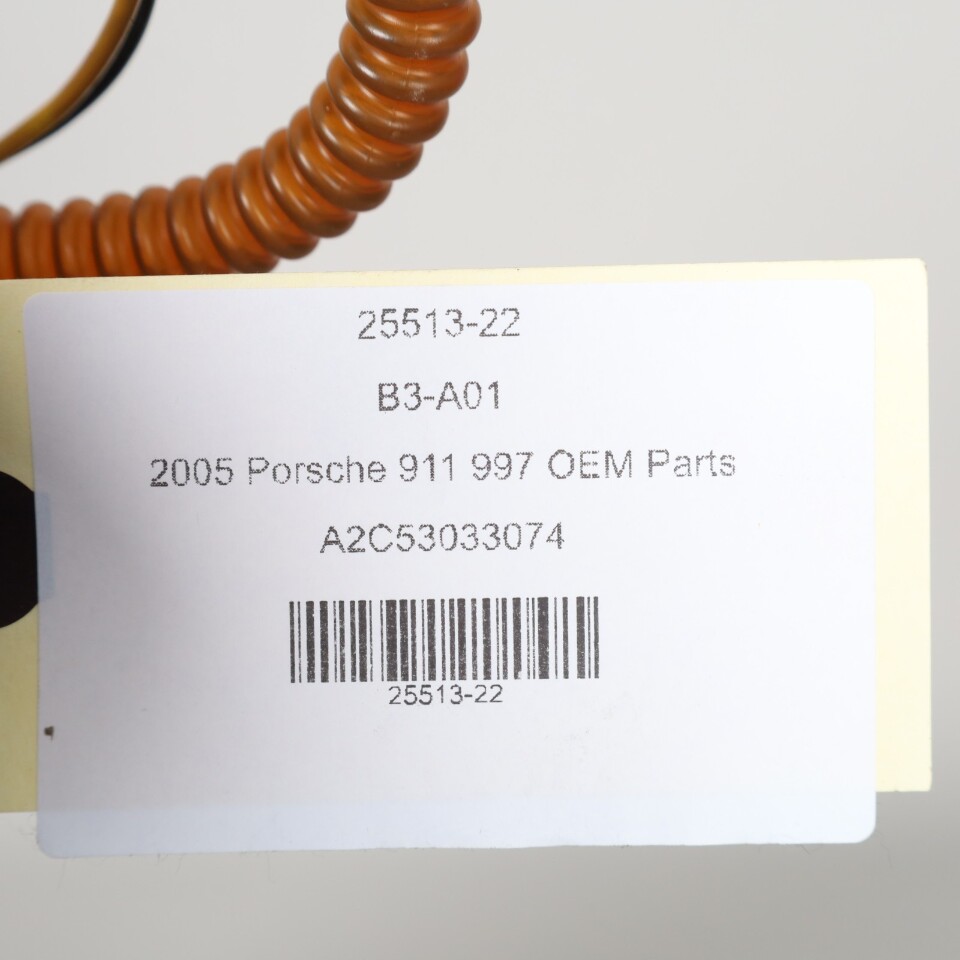 25513-22
B3-A01
2005 Porsche 911 997 OEM Parts
A2C53033074
25513-22